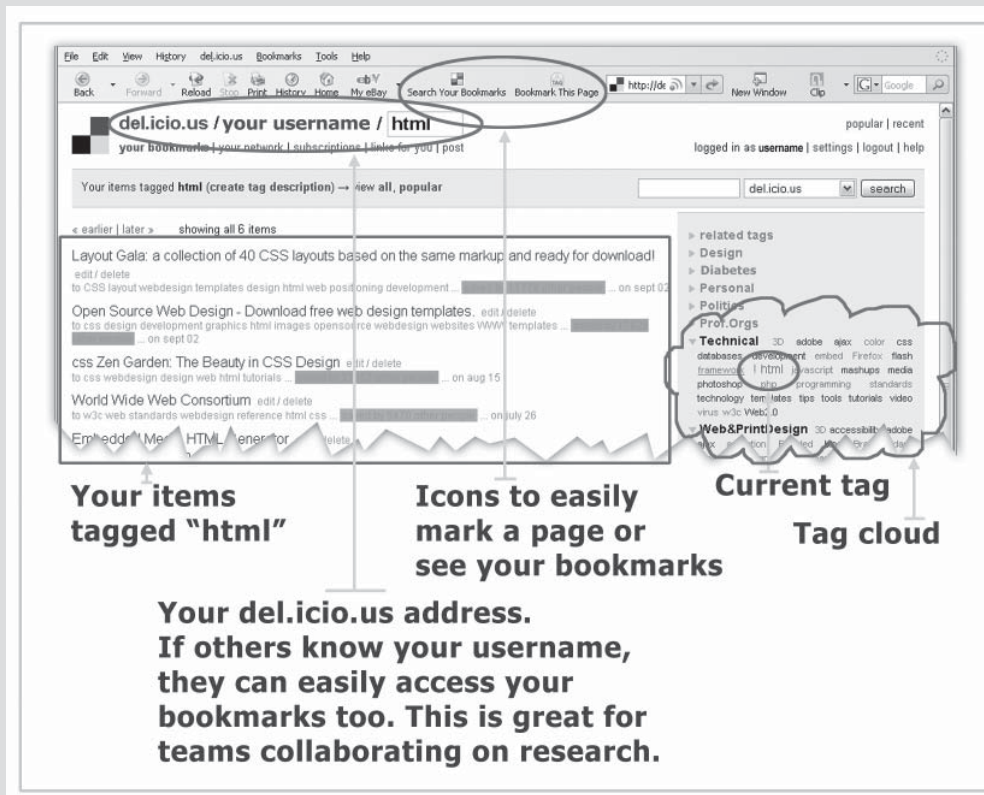 File Edit View History del.icio.us Bookmarks Tools Help
Back Forward Reload Stop Print History Home My eBay Search Your Bookmarks Bookmark This Page http://de New Window Clip Google
del.icio.us / your username / html
popular | recent
your bookmarks | your network | subscriptions | links for you | post
logged in as username | settings | logout | help
Your items tagged html (create tag description) → view all, popular
del.icio.us search
« earlier | later » showing all 6 items
Layout Gala: a collection of 40 CSS layouts based on the same markup and ready for download!
edit / delete
to CSS layout webdesign templates design html web positioning development ... on sept 02
Open Source Web Design - Download free web design templates. edit / delete
to css design development graphics html images opensource webdesign websites WWW templates ...
... on sept 02
css Zen Garden: The Beauty in CSS Design edit / delete
to css webdesign design web html tutorials ... ... on aug 15
World Wide Web Consortium edit / delete
to w3c web standards webdesign reference html css ... ... on july 26
HTML
related tags
Design
Diabetes
Personal
Politics
Prof.Orgs
Technical 3D adobe ajax color css
databases development embed Firefox flash
framework html javascript mashups media
photoshop php programming standards
technology templates tips tools tutorials video
virus w3c Web2.0
Web&PrintDesign 3D accessibility adobe
Your items
tagged “html”
Icons to easily
mark a page or
see your bookmarks
Current tag
Tag cloud
Your del.icio.us address.
If others know your username,
they can easily access your
bookmarks too. This is great for
teams collaborating on research.